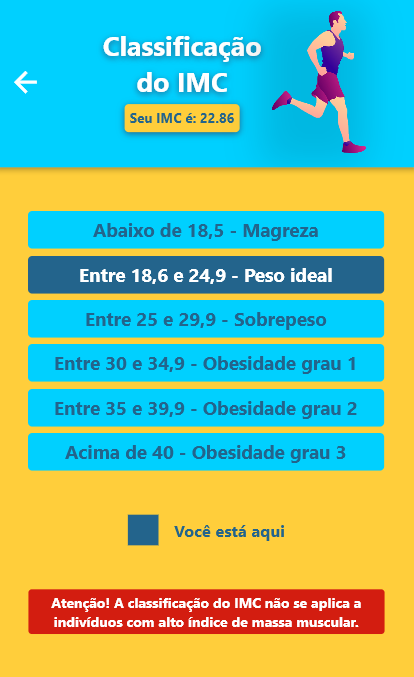 Classificação
do IMC
Seu IMC é: 22.86
Abaixo de 18,5 - Magreza
Entre 18,6 e 24,9 - Peso ideal
Entre 25 e 29,9 - Sobrepeso
Entre 30 e 34,9 - Obesidade grau 1
Entre 35 e 39,9 - Obesidade grau 2
Acima de 40 - Obesidade grau 3
Você está aqui
Atenção! A classificação do IMC não se aplica a
indivíduos com alto índice de massa muscular.